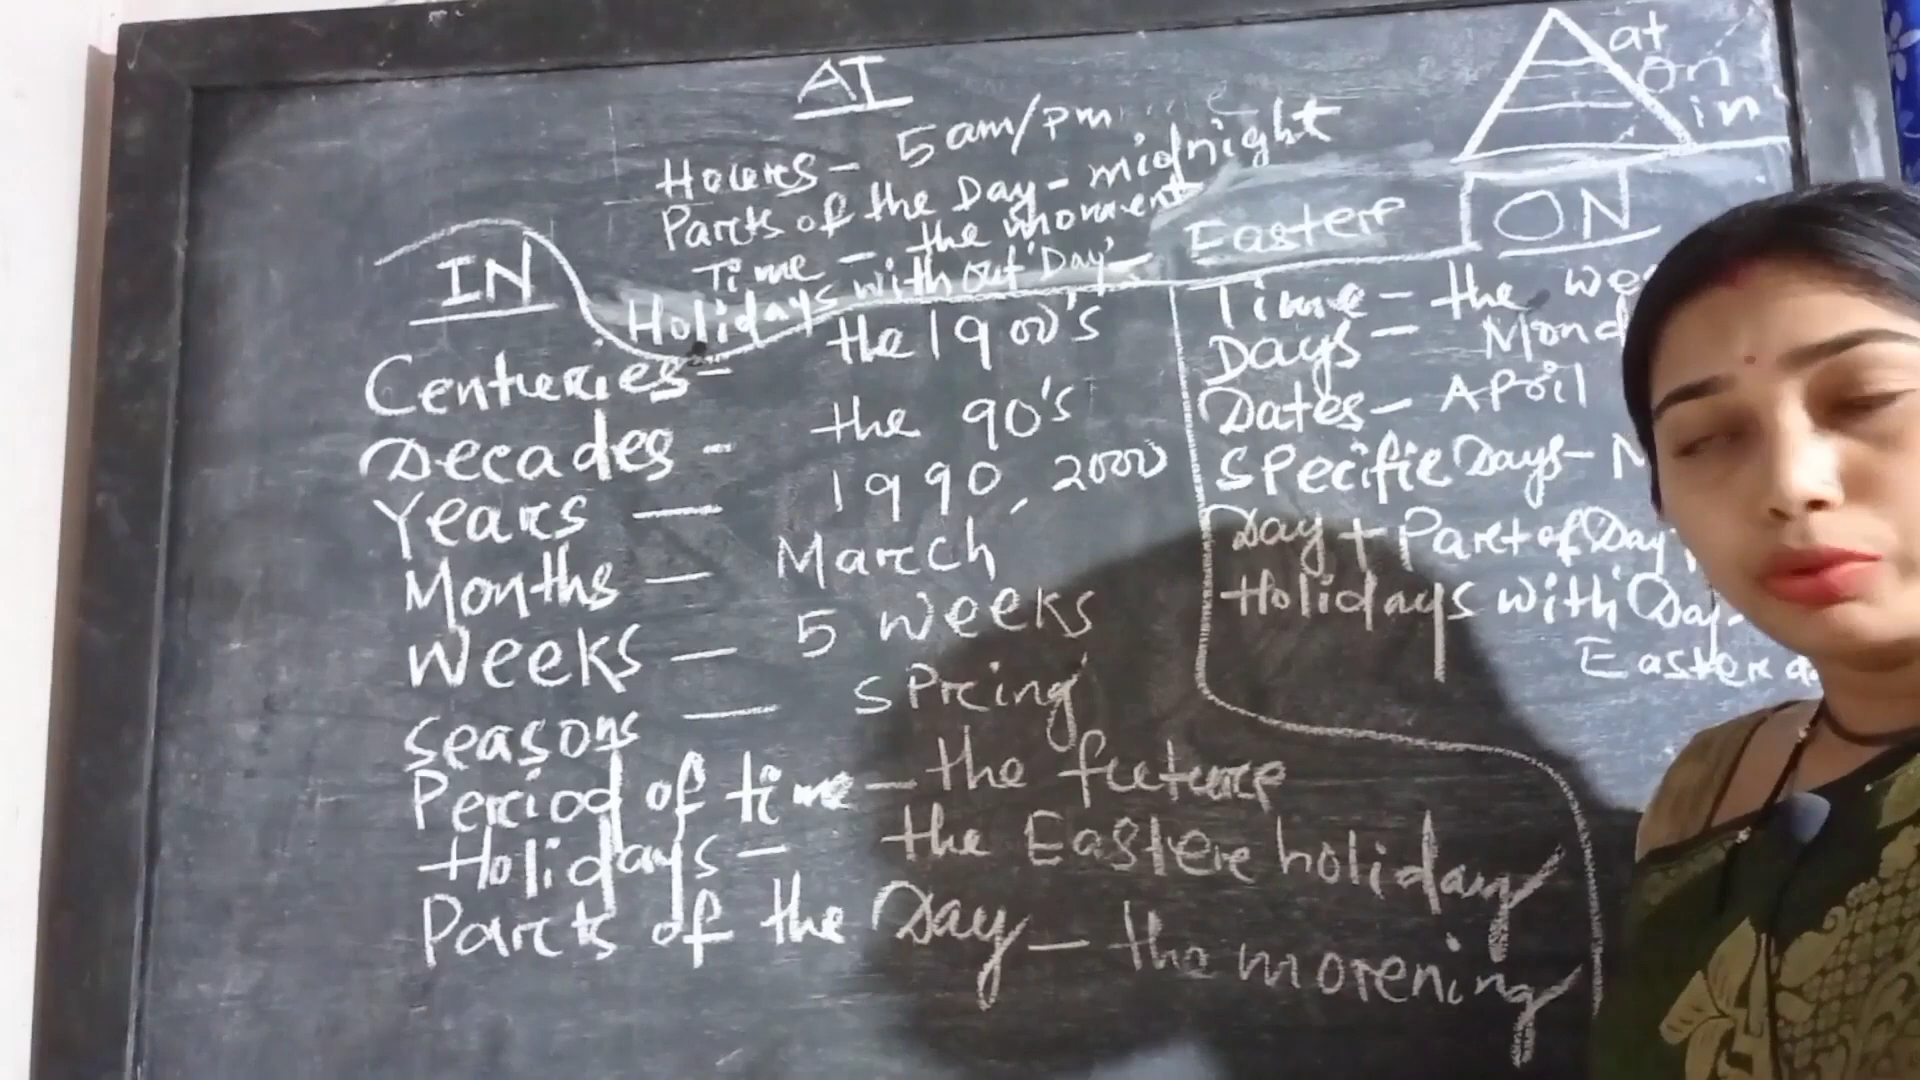 AT
Hours - 5 am/pm
Parts of the Day - midnight
Time - the moment
Holidays without 'Day' - Easter
at
on
in
IN
Centuries - the 1900's
Decades - the 90's
Years - 1990, 2000
Months - March
Weeks - 5 weeks
Seasons - spring
Period of time - the future
Holidays - the Easter holiday
Parts of the Day - the morning
ON
Time - the
Days -
Dates - April
Specific Days -
Day + Part of Day
Holidays with Day -
Easter